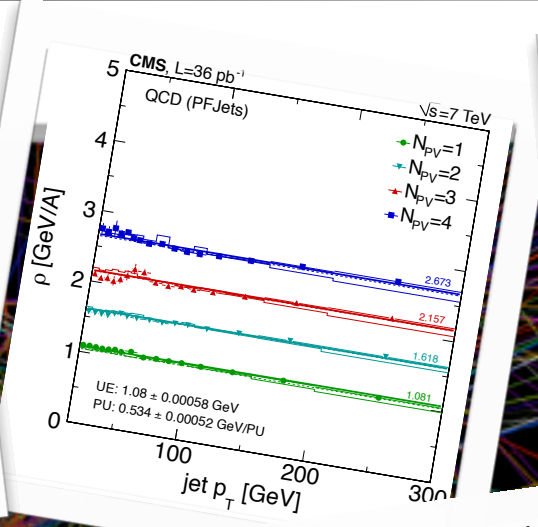 CMS, L=36 pb⁻¹
√s=7 TeV
QCD (PFJets)
N_PV=1
N_PV=2
N_PV=3
N_PV=4
5
4
3
2
1
0
ρ [GeV/A]
2.673
2.157
1.618
1.081
UE: 1.08 ± 0.00058 GeV
PU: 0.534 ± 0.00052 GeV/PU
100
200
300
jet p_T [GeV]